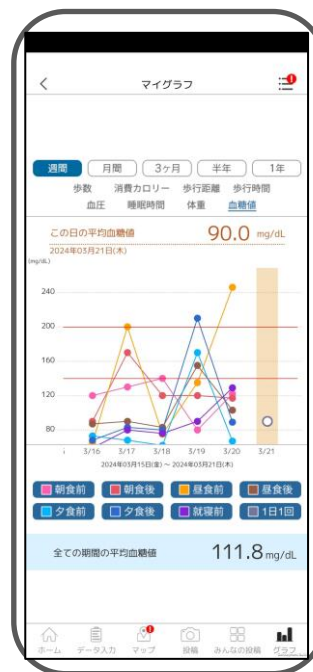 マイグラフ
週間 月間 3ヶ月 半年 1年
歩数 消費カロリー 歩行距離 歩行時間
血圧 睡眠時間 体重 血糖値
この日の平均血糖値 90.0 mg/dL
2024年03月21日(木)
(mg/dL)
240
200
160
120
80
3/16 3/17 3/18 3/19 3/20 3/21
2024年03月15日(金) ~ 2024年03月21日(木)
朝食前 朝食後 昼食前 昼食後
夕食前 夕食後 就寝前 1日1回
全ての期間の平均血糖値 111.8 mg/dL
ホーム データ入力 マップ 投稿 みんなの投稿 グラフ